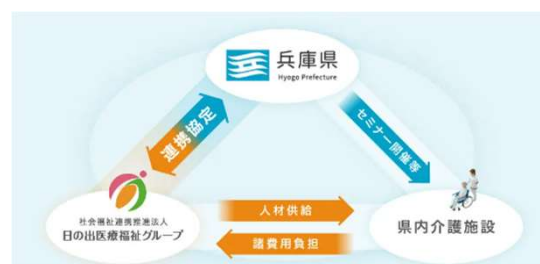 兵庫県
Hyogo Prefecture
連携協定
セミナー開催等
社会福祉連携推進法人
日の出医療福祉グループ
人材供給
諸費用負担
県内介護施設